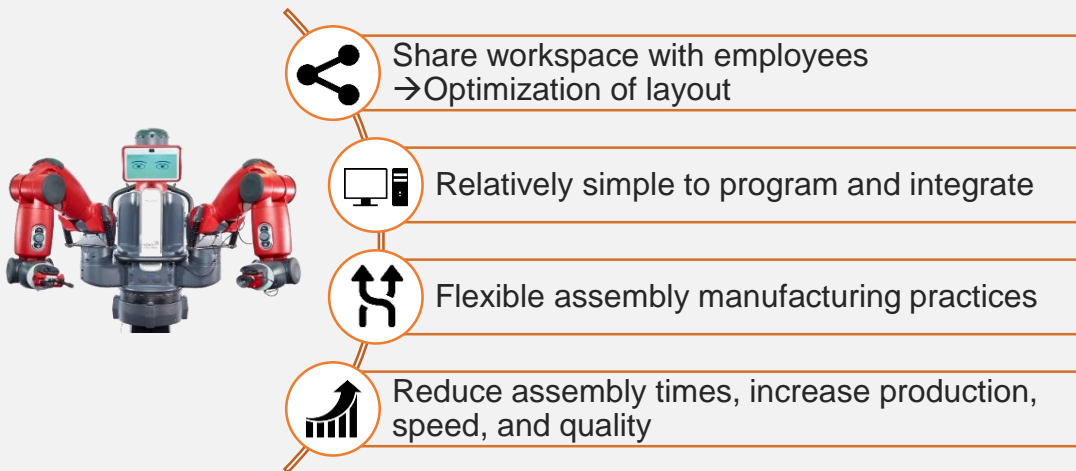 Share workspace with employees
→Optimization of layout
Relatively simple to program and integrate
Flexible assembly manufacturing practices
Reduce assembly times, increase production,
speed, and quality